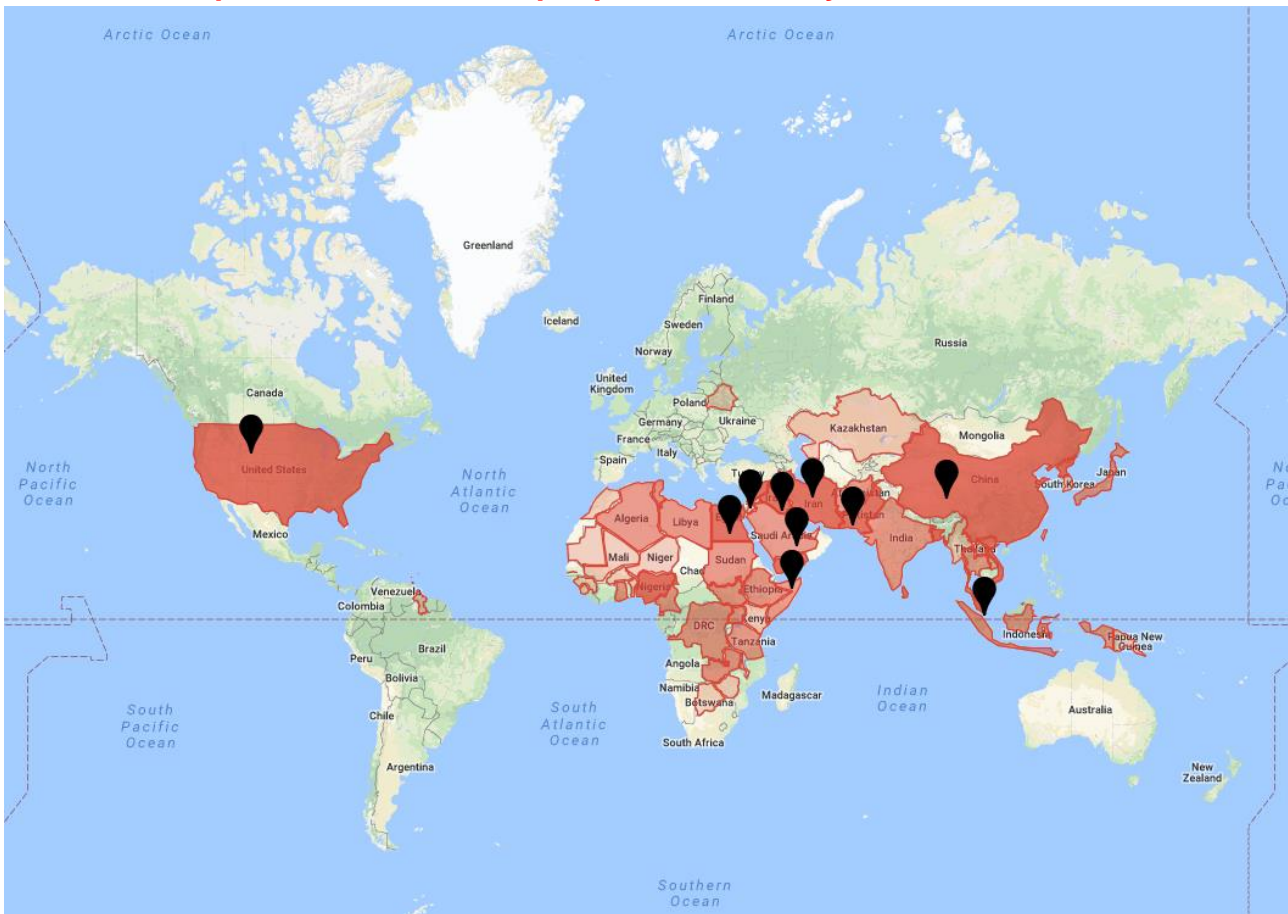 Arctic Ocean
Arctic Ocean
Greenland
Iceland
Finland
Sweden
Norway
Russia
United
Kingdom
Canada
Poland
Germany
Ukraine
Kazakhstan
Mongolia
France
Italy
Spain
North
Pacific
Ocean
United States
North
Atlantic
Ocean
Iran
China
South Korea
Japan
Mexico
Algeria
Libya
India
Mali
Niger
Sudan
Nigeria
Ethiopia
Venezuela
Colombia
DRC
Kenya
Tanzania
Indonesia
Papua New
Guinea
Peru
Brazil
Bolivia
Angola
Namibia
Botswana
Madagascar
Indian
Ocean
Australia
South
Pacific
Ocean
Chile
South
Atlantic
Ocean
South Africa
Argentina
New
Zealand
Southern
Ocean